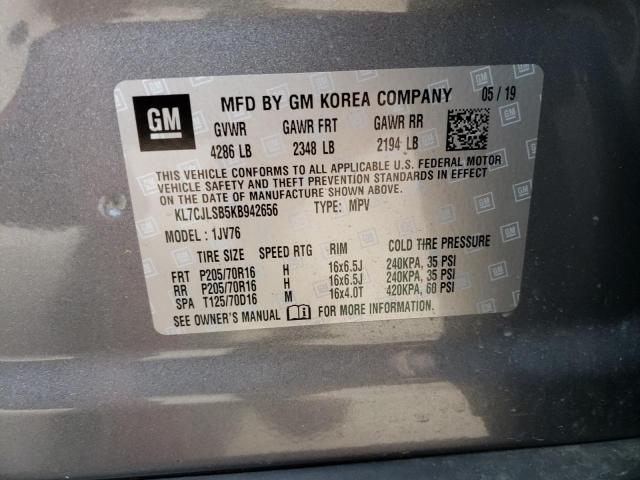 GM MFD BY GM KOREA COMPANY 05 / 19
GVWR GAWR FRT GAWR RR
4286 LB 2348 LB 2194 LB
THIS VEHICLE CONFORMS TO ALL APPLICABLE U.S. FEDERAL MOTOR
VEHICLE SAFETY AND THEFT PREVENTION STANDARDS IN EFFECT
ON THE DATE OF MANUFACTURE SHOWN ABOVE.
KL7CJLSB5KB942656 TYPE: MPV
MODEL : 1JV76
TIRE SIZE SPEED RTG RIM COLD TIRE PRESSURE
FRT P205/70R16 H 16x6.5J 240KPA, 35 PSI
RR P205/70R16 H 16x6.5J 240KPA, 35 PSI
SPA T125/70D16 M 16x4.0T 420KPA, 60 PSI
SEE OWNER'S MANUAL FOR MORE INFORMATION.